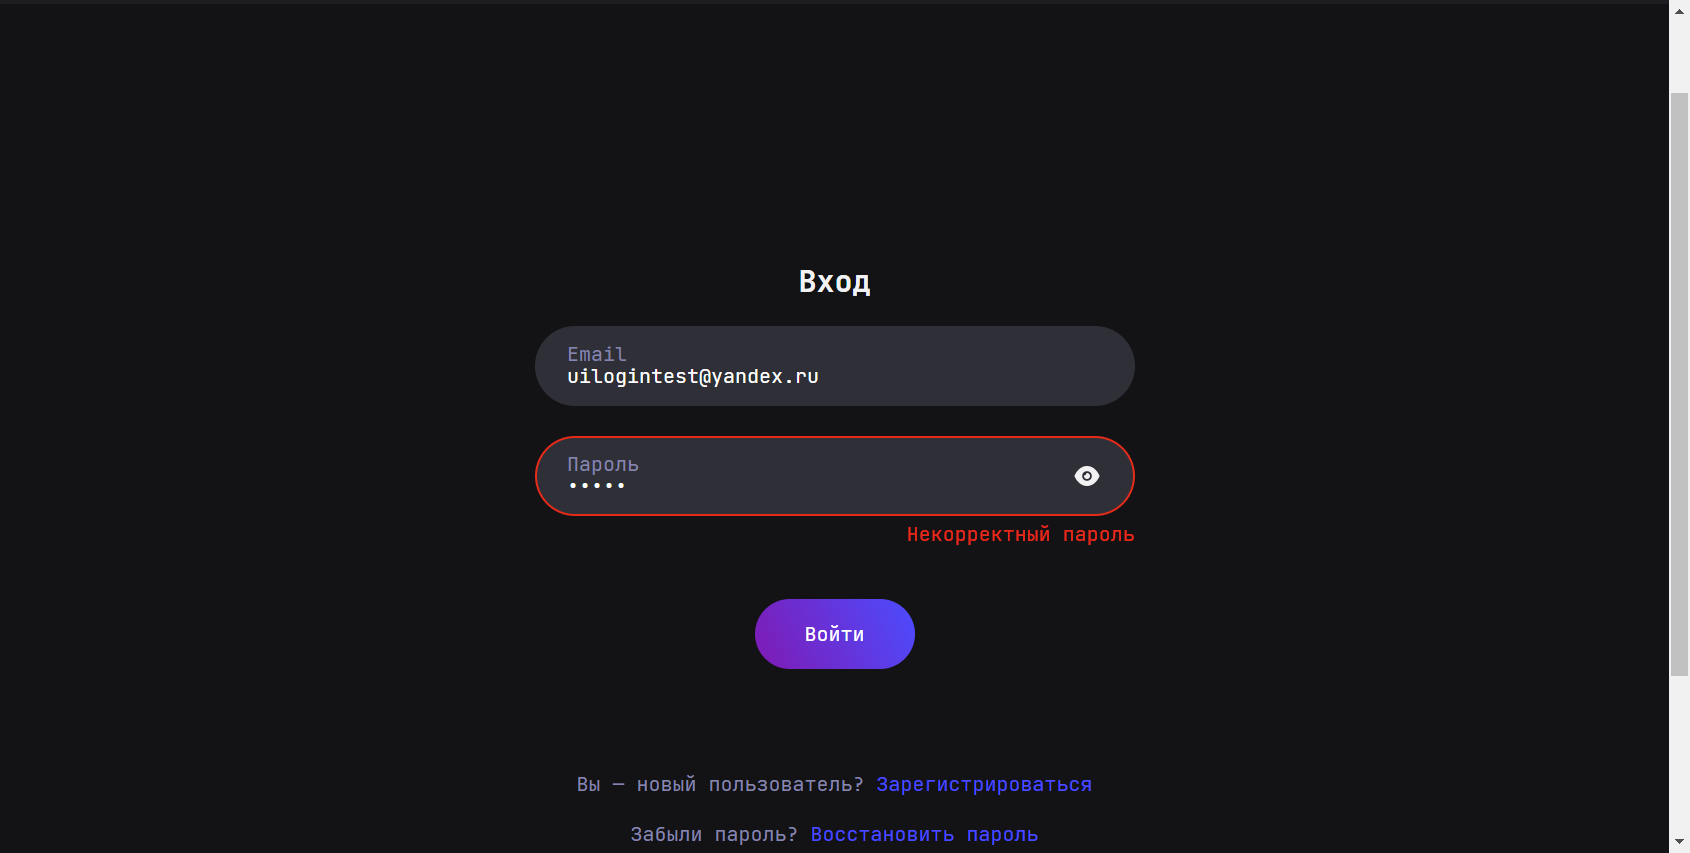 Вход
Email
uilogintest@yandex.ru
Пароль
•••••
Некорректный пароль
Войти
Вы — новый пользователь? Зарегистрироваться
Забыли пароль? Восстановить пароль